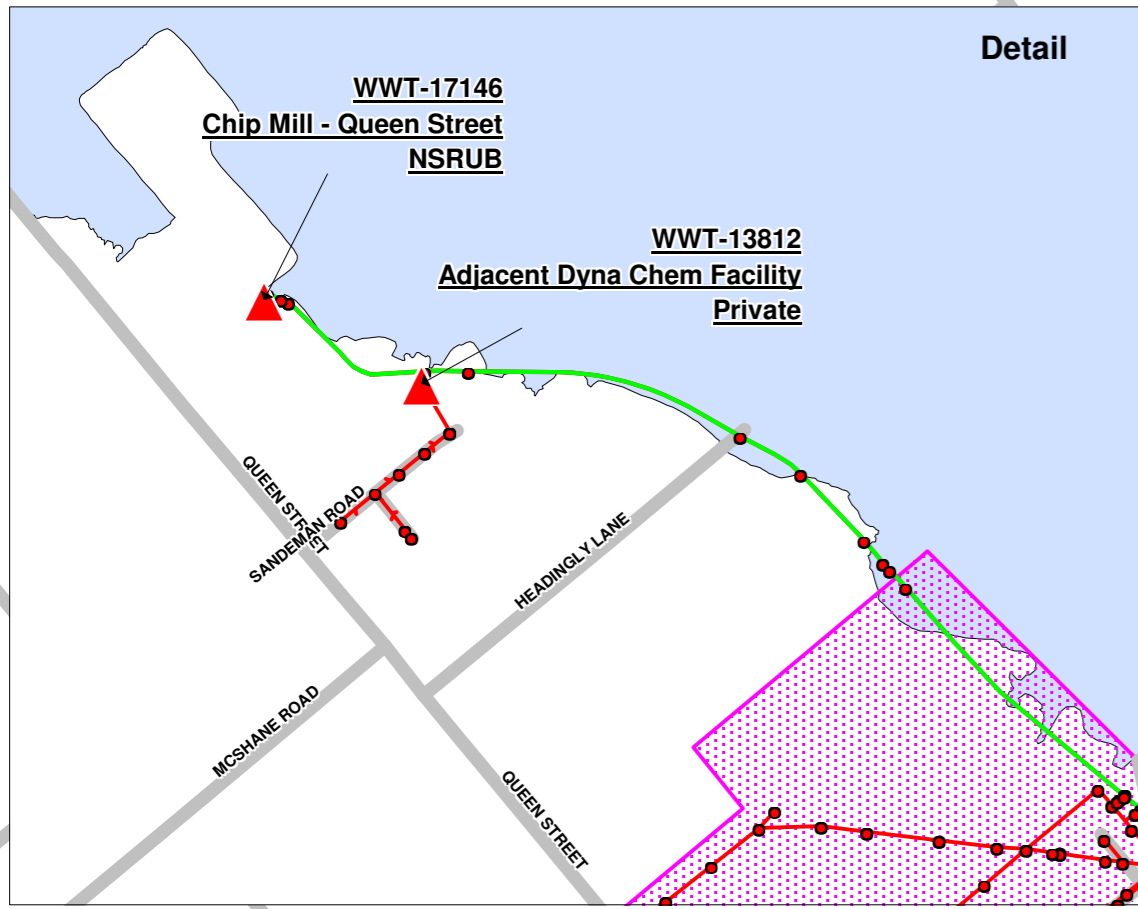 Detail
WWT-17146
Chip Mill - Queen Street
NSRUB
WWT-13812
Adjacent Dyna Chem Facility
Private
QUEEN STREET
SANDEMAN ROAD
HEADINGLY LANE
MCSHANE ROAD
QUEEN STREET